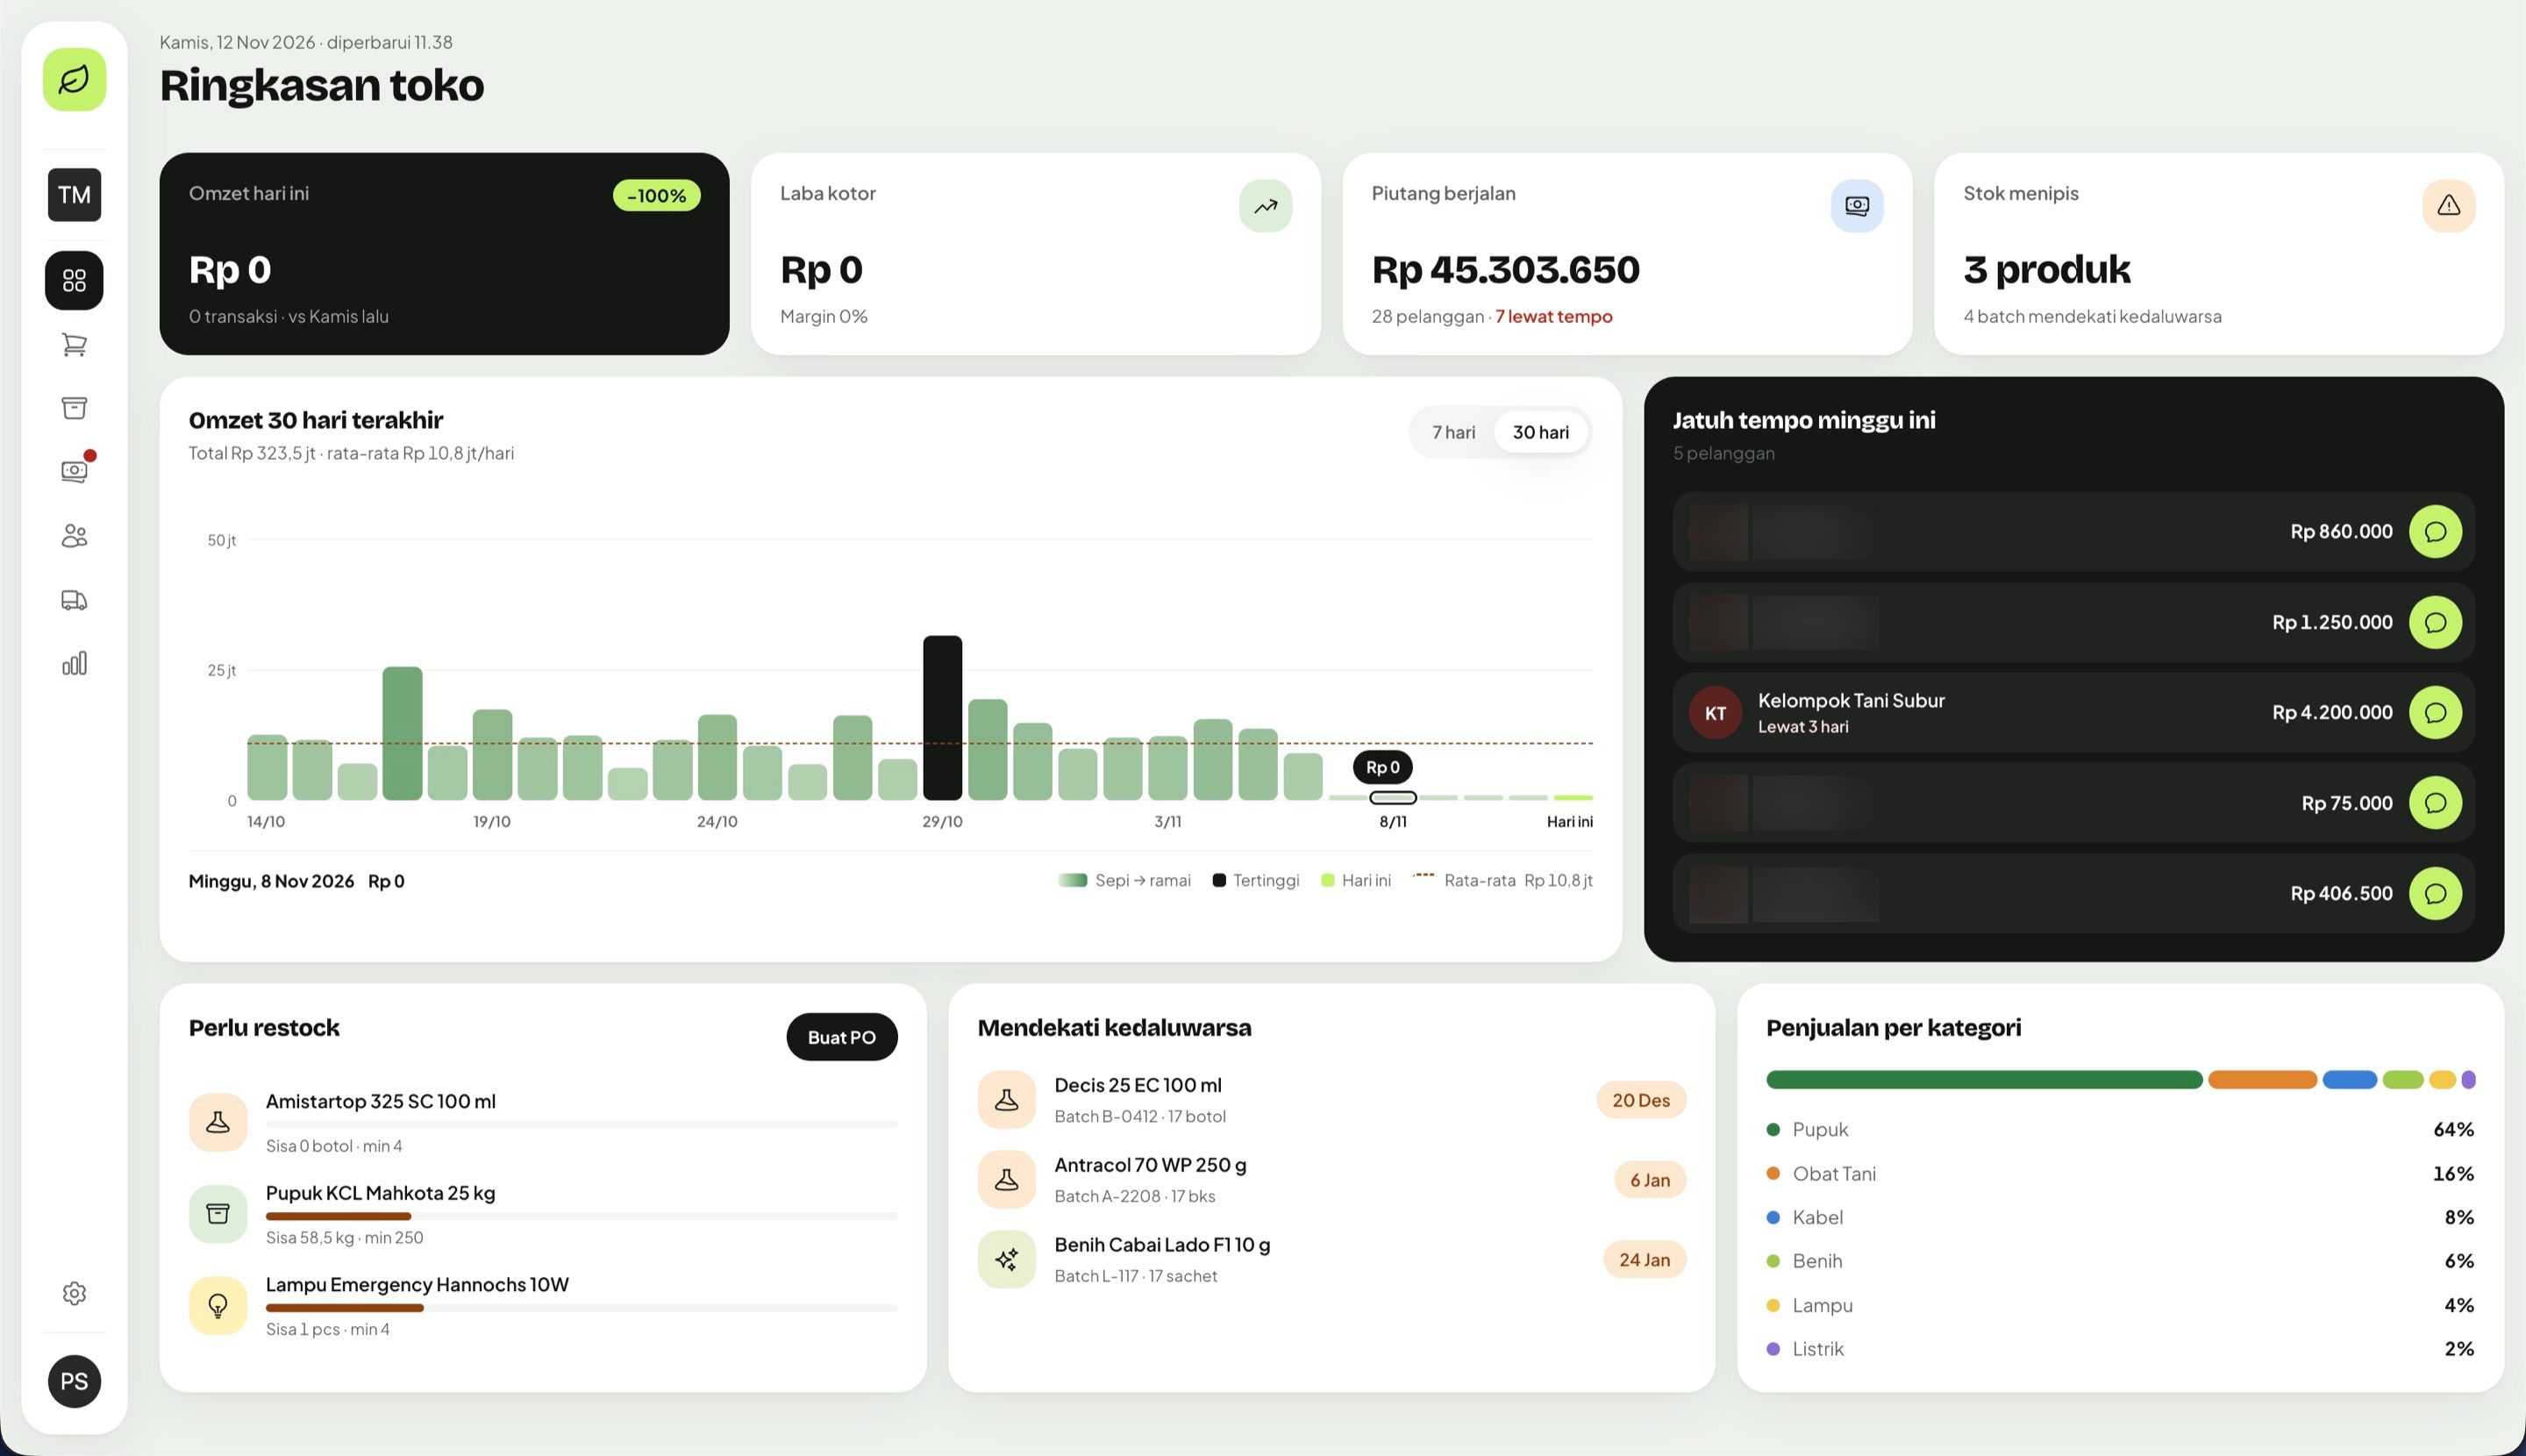 Kamis, 12 Nov 2026 · diperbarui 11.38
Ringkasan toko
TM
PS
Omzet hari ini
-100%
Rp 0
0 transaksi · vs Kamis lalu
Laba kotor
Rp 0
Margin 0%
Piutang berjalan
Rp 45.303.650
28 pelanggan · 7 lewat tempo
Stok menipis
3 produk
4 batch mendekati kedaluwarsa
Omzet 30 hari terakhir
Total Rp 323,5 jt · rata-rata Rp 10,8 jt/hari
7 hari
30 hari
50 jt
25 jt
0
Rp 0
14/10
19/10
24/10
29/10
3/11
8/11
Hari ini
Minggu, 8 Nov 2026 Rp 0
Sepi → ramai
Tertinggi
Hari ini
Rata-rata Rp 10,8 jt
Jatuh tempo minggu ini
5 pelanggan
Rp 860.000
Rp 1.250.000
KT
Kelompok Tani Subur
Lewat 3 hari
Rp 4.200.000
Rp 75.000
Rp 406.500
Perlu restock
Buat PO
Amistartop 325 SC 100 ml
Sisa 0 botol · min 4
Pupuk KCL Mahkota 25 kg
Sisa 58,5 kg · min 250
Lampu Emergency Hannochs 10W
Sisa 1 pcs · min 4
Mendekati kedaluwarsa
Decis 25 EC 100 ml
Batch B-0412 · 17 botol
20 Des
Antracol 70 WP 250 g
Batch A-2208 · 17 bks
6 Jan
Benih Cabai Lado F1 10 g
Batch L-117 · 17 sachet
24 Jan
Penjualan per kategori
Pupuk 64%
Obat Tani 16%
Kabel 8%
Benih 6%
Lampu 4%
Listrik 2%